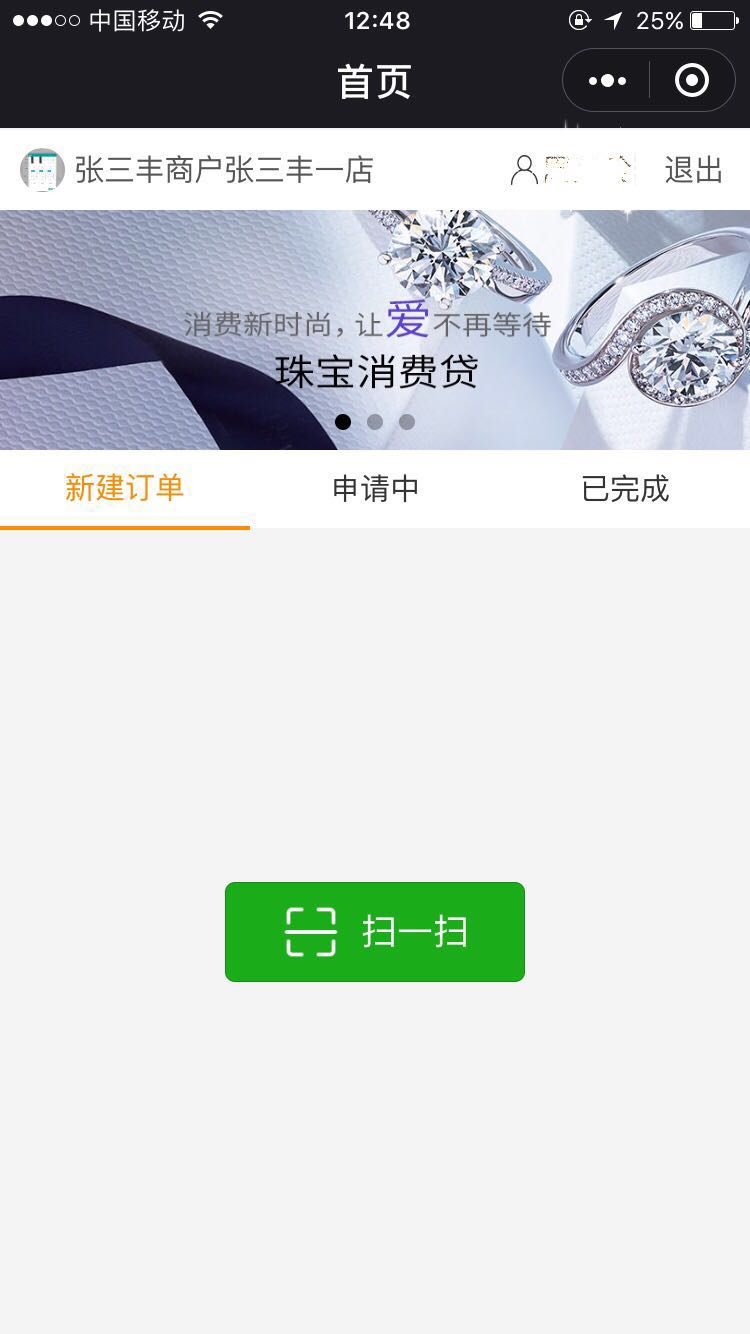 中国移动 12:48 25%
首页
张三丰商户张三丰一店 退出
消费新时尚，让爱不再等待
珠宝消费贷
新建订单 申请中 已完成
扫一扫